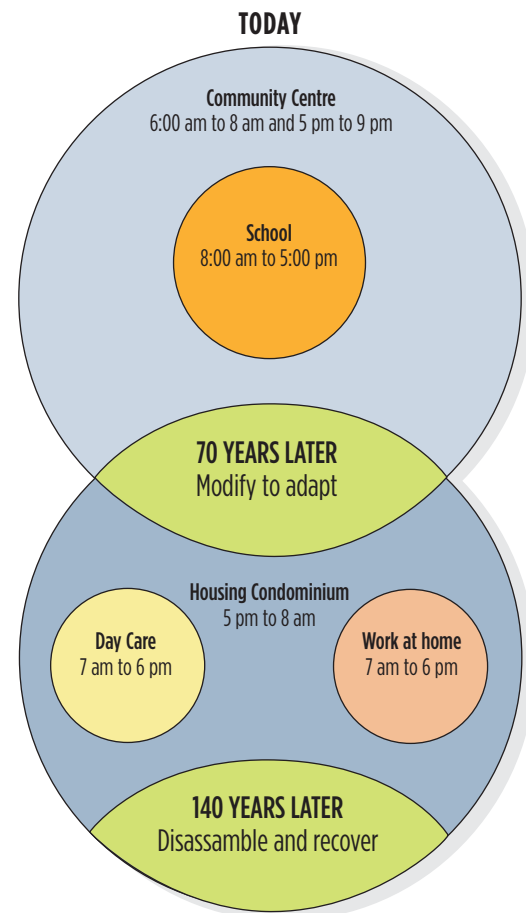 TODAY
Community Centre
6:00 am to 8 am and 5 pm to 9 pm
School
8:00 am to 5:00 pm
70 YEARS LATER
Modify to adapt
Housing Condominium
5 pm to 8 am
Day Care
7 am to 6 pm
Work at home
7 am to 6 pm
140 YEARS LATER
Disassamble and recover